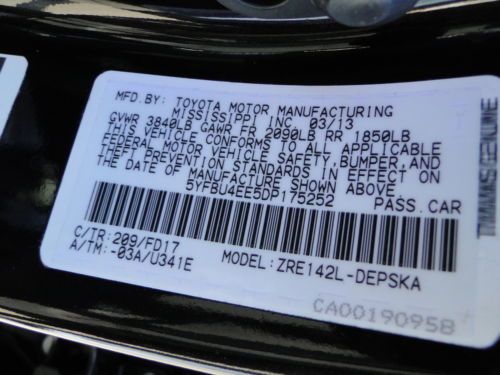 MFD.BY: TOYOTA MOTOR MANUFACTURING
MISSISSIPPI INC 03/13
GVWR 3840LB GAWR FR 2090LB RR 1850LB
THIS VEHICLE CONFORMS TO ALL APPLICABLE
FEDERAL MOTOR VEHICLE SAFETY, BUMPER, AND
THEFT PREVENTION STANDARDS IN EFFECT ON
THE DATE OF MANUFACTURE SHOWN ABOVE.
5YFBU4EE5DP175252 PASS.CAR
C/TR: 209/FD17
A/TM: -03A/U341E MODEL: ZRE142L-DEPSKA
CA00190958